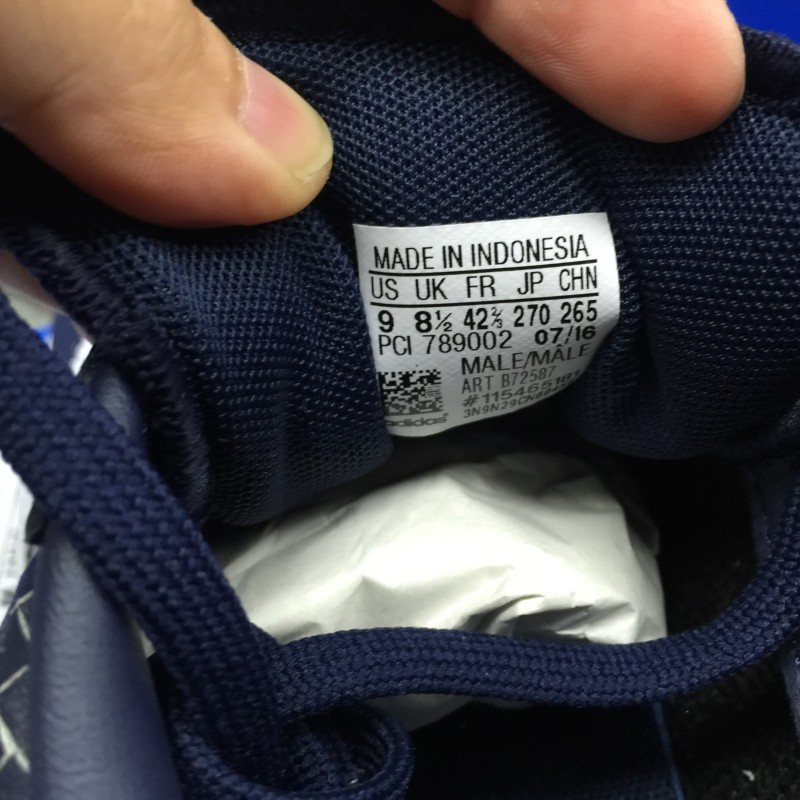 MADE IN INDONESIA
US UK FR JP CHN
9 8½ 42⅔ 270 265
PCI 789002 07/16
MALE/MÂLE
ART B72587
adidas